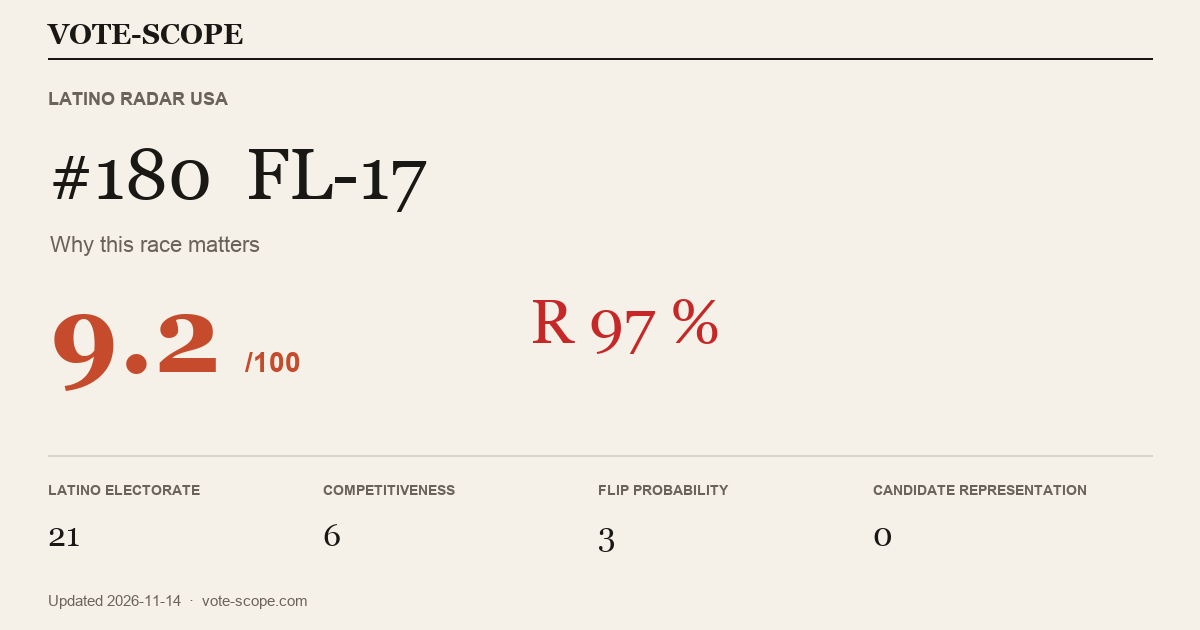 VOTE-SCOPE
LATINO RADAR USA
#180 FL-17
Why this race matters
9.2 /100
R 97 %
LATINO ELECTORATE
COMPETITIVENESS
FLIP PROBABILITY
CANDIDATE REPRESENTATION
21
6
3
0
Updated 2026-11-14 · vote-scope.com